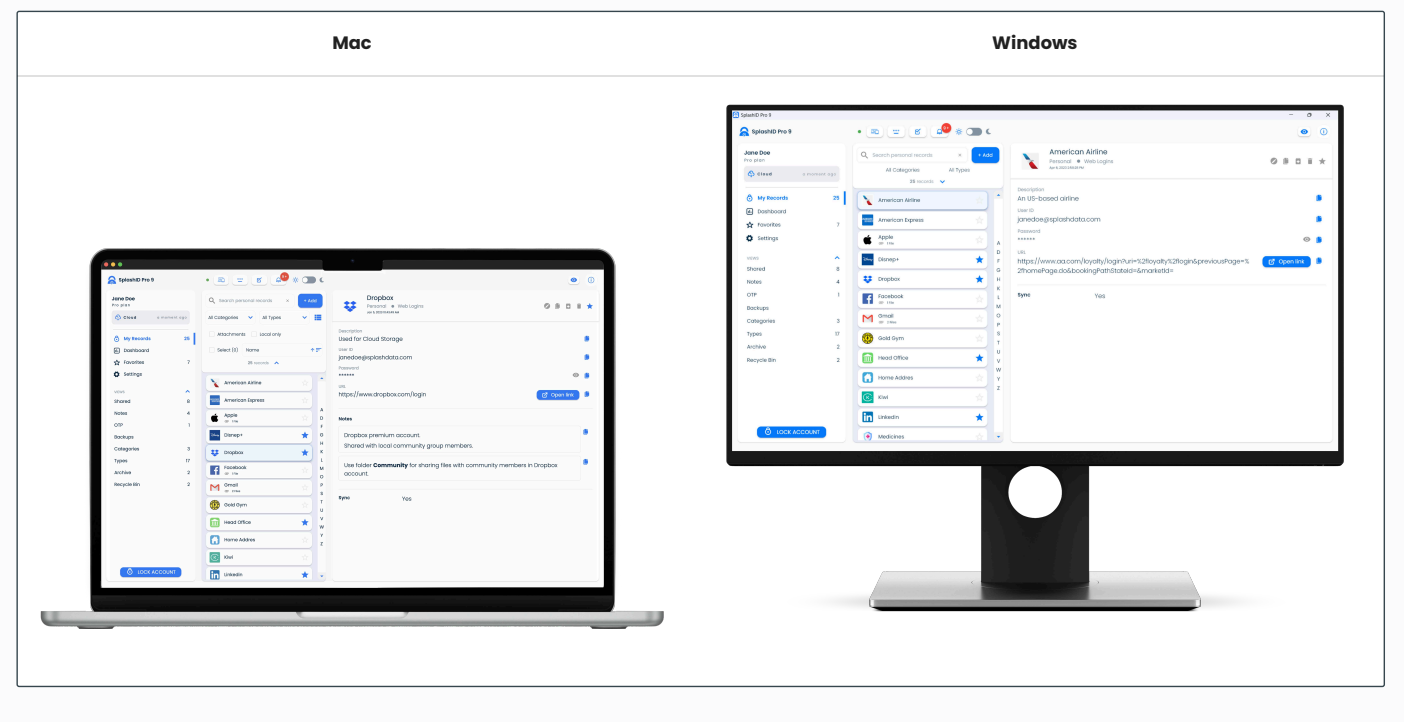 Mac
Windows
SplashID Pro 9
Jane Doe
Pro plan
Cloud a moment ago
My Records 25
Dashboard
Favorites 7
Settings
VIEWS
Shared 8
Notes 4
OTP 1
Backups
Categories 3
Types 17
Archive 2
Recycle Bin 2
LOCK ACCOUNT
Search personal records
+ Add
All Categories All Types
Attachments Local only
Select (0) Name
25 records
American Airline
American Express
Apple
Disnep+
Dropbox
Facebook
Gmail
Gold Gym
Head Office
Home Addres
Kiwi
Linkedin
A
D
F
G
H
K
L
M
O
P
S
T
U
V
W
Y
Z
Dropbox
Personal Web Logins
Description
Used for Cloud Storage
User ID
janedoe@splashdata.com
Password
••••••
URL
https://www.dropbox.com/login
Open link
Notes
Dropbox premium account.
Shared with local community group members.
Use folder Community for sharing files with community members in Dropbox
account.
Sync Yes
SplashID Pro 9
SplashID Pro 9
Jane Doe
Pro plan
Cloud a moment ago
My Records 25
Dashboard
Favorites 7
Settings
VIEWS
Shared 8
Notes 4
OTP 1
Backups
Categories 3
Types 17
Archive 2
Recycle Bin 2
LOCK ACCOUNT
Search personal records
+ Add
All Categories All Types
25 records
American Airline
American Express
Apple
Disnep+
Dropbox
Facebook
Gmail
Gold Gym
Head Office
Home Addres
Kiwi
Linkedin
Medicines
A
D
F
G
H
K
L
M
O
P
S
T
U
V
W
Y
Z
American Airline
Personal Web Logins
Description
An US-based airline
User ID
janedoe@splashdata.com
Password
••••••
URL
https://www.aa.com/loyalty/login?uri=%2floyalty%2flogin&previousPage=%
2fhomePage.do&bookingPathStateId=&marketId=
Open link
Sync Yes